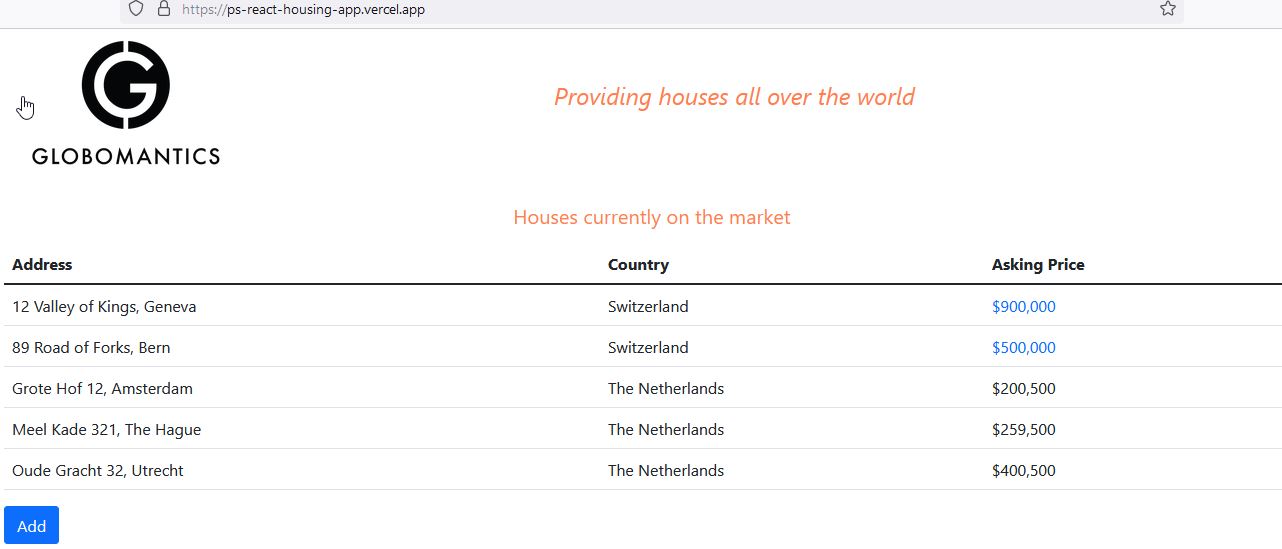 https://ps-react-housing-app.vercel.app
G
GLOBOMANTICS
Providing houses all over the world
Houses currently on the market
Address Country Asking Price
12 Valley of Kings, Geneva Switzerland $900,000
89 Road of Forks, Bern Switzerland $500,000
Grote Hof 12, Amsterdam The Netherlands $200,500
Meel Kade 321, The Hague The Netherlands $259,500
Oude Gracht 32, Utrecht The Netherlands $400,500
Add